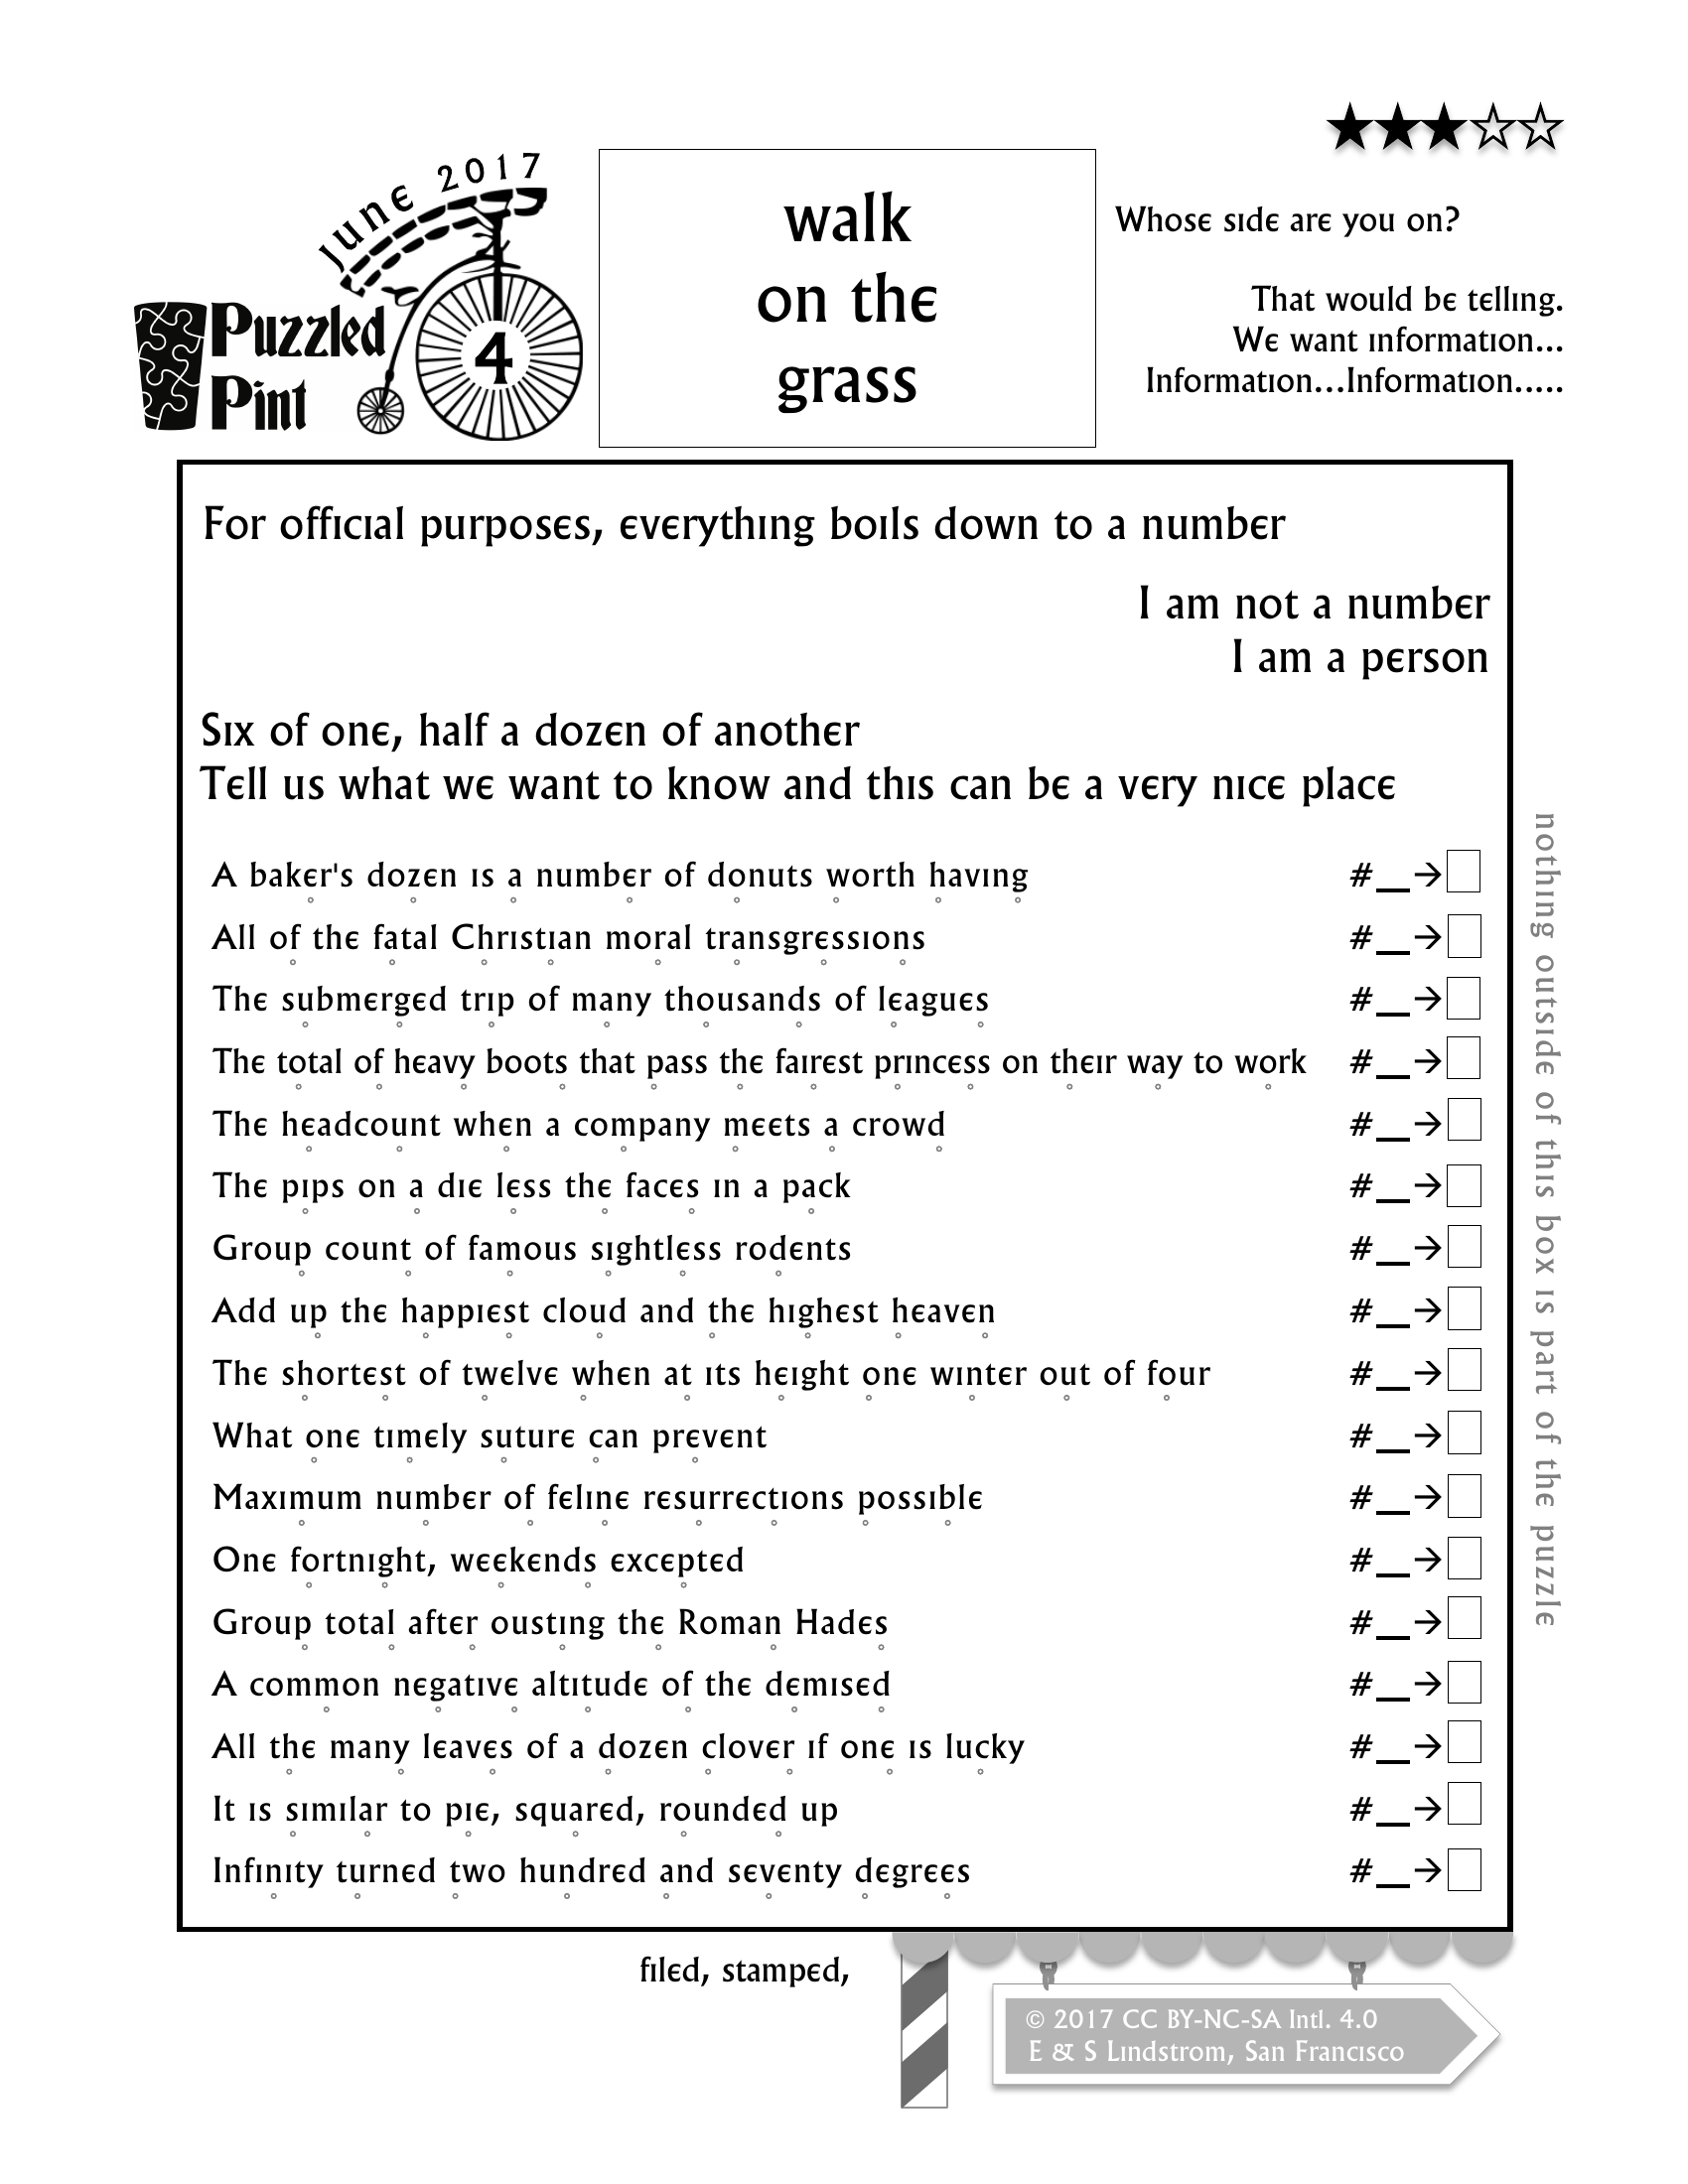 ★★★☆☆
JUNE 2017
Puzzled
Pint
4
walk
on the
grass
Whose side are you on?
That would be telling.
We want information...
Information...Information.....
For official purposes, everything boils down to a number
I am not a number
I am a person
Six of one, half a dozen of another
Tell us what we want to know and this can be a very nice place
A baker's dozen is a number of donuts worth having #__→
All of the fatal Christian moral transgressions #__→
The submerged trip of many thousands of leagues #__→
The total of heavy boots that pass the fairest princess on their way to work #__→
The headcount when a company meets a crowd #__→
The pips on a die less the faces in a pack #__→
Group count of famous sightless rodents #__→
Add up the happiest cloud and the highest heaven #__→
The shortest of twelve when at its height one winter out of four #__→
What one timely suture can prevent #__→
Maximum number of feline resurrections possible #__→
One fortnight, weekends excepted #__→
Group total after ousting the Roman Hades #__→
A common negative altitude of the demised #__→
All the many leaves of a dozen clover if one is lucky #__→
It is similar to pie, squared, rounded up #__→
Infinity turned two hundred and seventy degrees #__→
nothing outside of this box is part of the puzzle
filed, stamped,
© 2017 CC BY-NC-SA Intl. 4.0
E & S Lindstrom, San Francisco